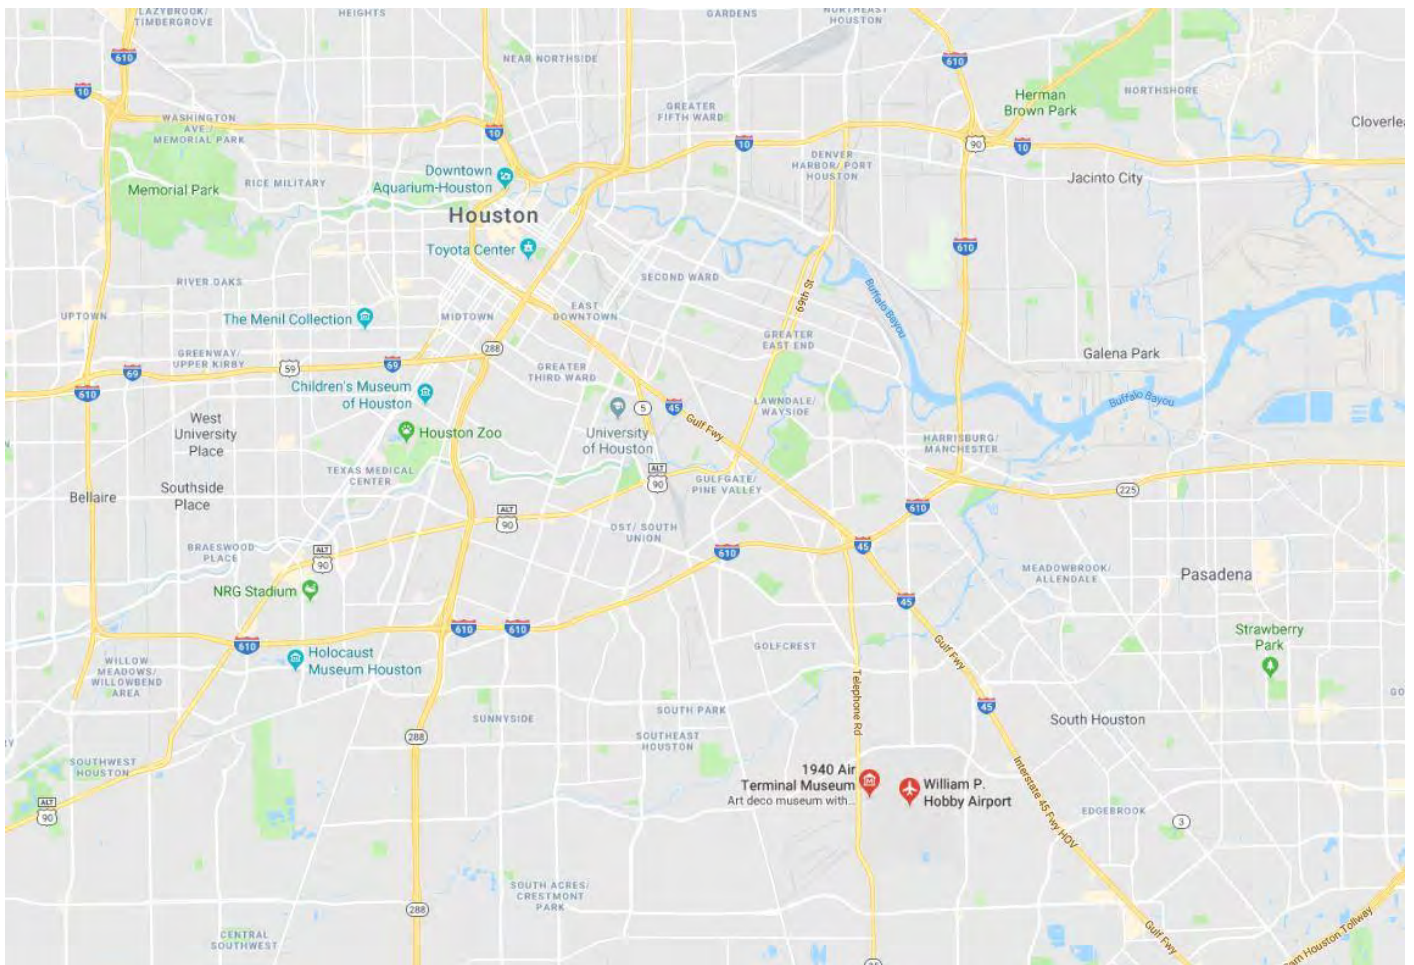 LAZYBROOK/
TIMBERGROVE
HEIGHTS
GARDENS
NORTHEAST
HOUSTON
610
NEAR NORTHSIDE
610
10
Herman
Brown Park
NORTHSHORE
WASHINGTON
AVE./
MEMORIAL PARK
GREATER
FIFTH WARD
Cloverlea
10
10
90
10
DENVER
HARBOR/ PORT
HOUSTON
Downtown
Aquarium-Houston
Memorial Park
RICE MILITARY
Jacinto City
Houston
Toyota Center
610
RIVER OAKS
SECOND WARD
69th St
Buffalo Bayou
UPTOWN
The Menil Collection
MIDTOWN
EAST
DOWNTOWN
GREATER
EAST END
288
GREENWAY/
UPPER KIRBY
59
69
69
Galena Park
GREATER
THIRD WARD
610
Children's Museum
of Houston
LAWNDALE/
WAYSIDE
Buffalo Bayou
5
45
Gulf Fwy
West
University
Place
Houston Zoo
University
of Houston
HARRISBURG/
MANCHESTER
TEXAS MEDICAL
CENTER
ALT
90
GULFGATE/
PINE VALLEY
Bellaire
Southside
Place
225
610
ALT
90
OST/ SOUTH
UNION
BRAESWOOD
PLACE
ALT
90
610
45
MEADOWBROOK/
ALLENDALE
Pasadena
NRG Stadium
45
610
610
610
Gulf Fwy
Strawberry
Park
Holocaust
Museum Houston
GOLFCREST
WILLOW
MEADOWS/
WILLOWBEND
AREA
Telephone Rd
GO
45
SUNNYSIDE
SOUTH PARK
South Houston
288
SOUTHEAST
HOUSTON
RY
SOUTHWEST
HOUSTON
1940 Air
Terminal Museum
Art deco museum with...
William P.
Hobby Airport
Interstate 45 Fwy HOV
ALT
90
EDGEBROOK
3
SOUTH ACRES/
CRESTMONT
PARK
288
CENTRAL
SOUTHWEST
Gulf Fwy
am Houston Tollway
35